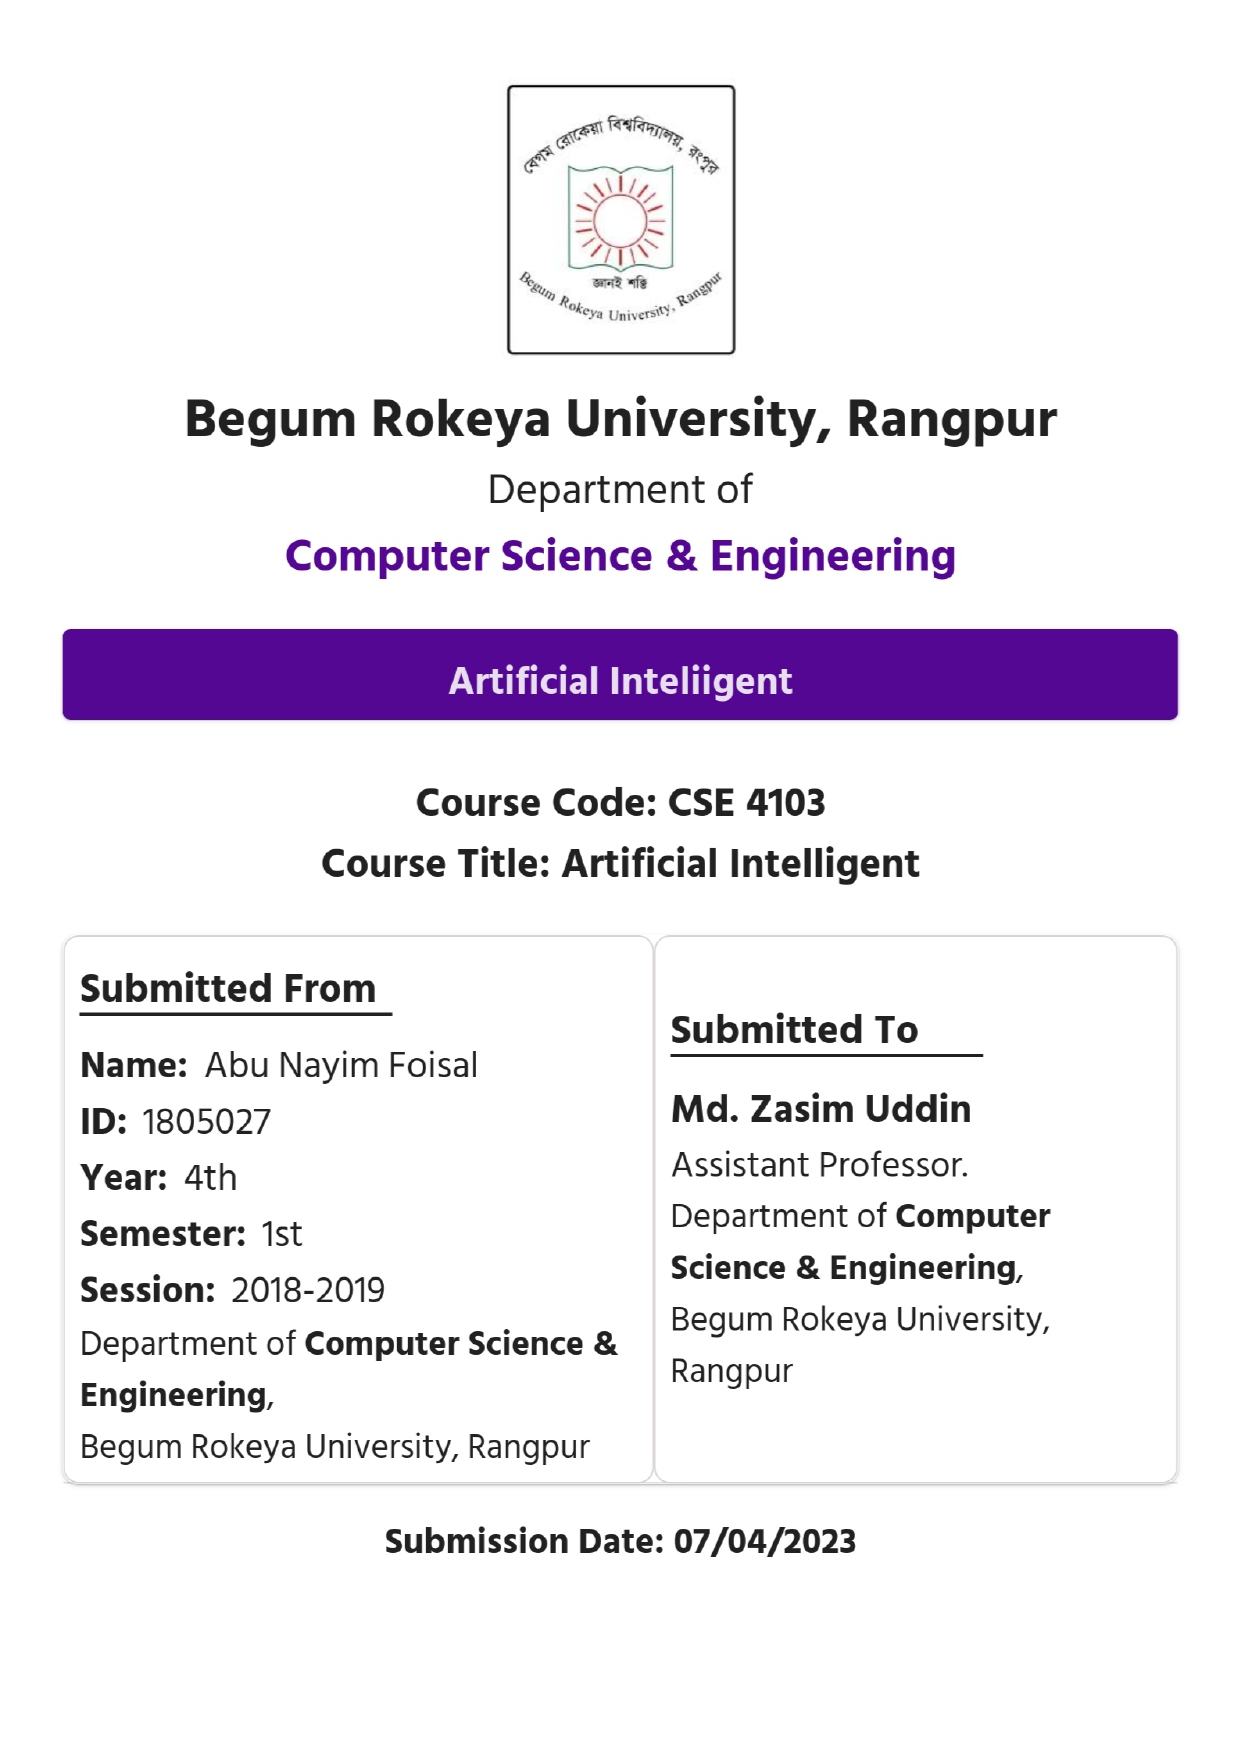 বেগম রোকেয়া বিশ্ববিদ্যালয়, রংপুর
জ্ঞানই শক্তি
Begum Rokeya University, Rangpur
Begum Rokeya University, Rangpur
Department of
Computer Science & Engineering
Artificial Inteliigent
Course Code: CSE 4103
Course Title: Artificial Intelligent
Submitted From
Name: Abu Nayim Foisal
ID: 1805027
Year: 4th
Semester: 1st
Session: 2018-2019
Department of Computer Science &
Engineering,
Begum Rokeya University, Rangpur
Submitted To
Md. Zasim Uddin
Assistant Professor.
Department of Computer
Science & Engineering,
Begum Rokeya University,
Rangpur
Submission Date: 07/04/2023